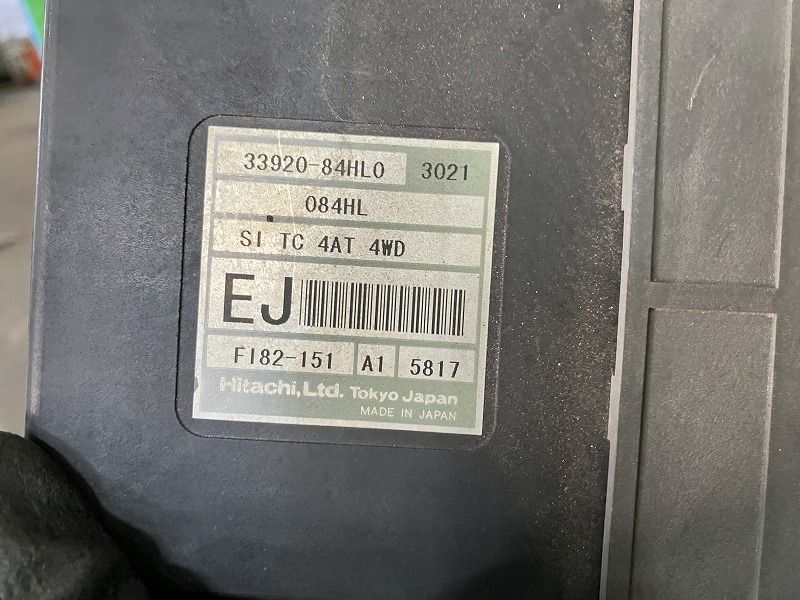 33920-84HL0 3021
084HL
SI TC 4AT 4WD
EJ
FI82-151 A1 5817
Hitachi,Ltd. Tokyo Japan
MADE IN JAPAN